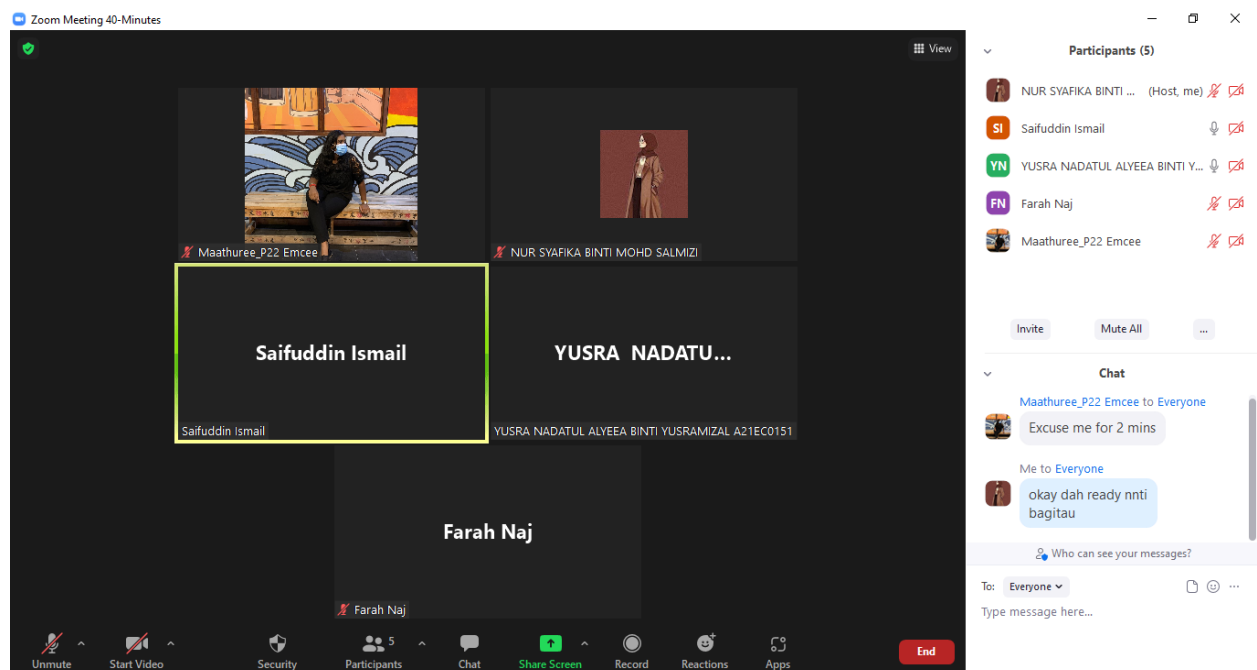 Zoom Meeting 40-Minutes
View
Maathuree_P22 Emcee
NUR SYAFIKA BINTI MOHD SALMIZI
Saifuddin Ismail
Saifuddin Ismail
YUSRA NADATU...
YUSRA NADATUL ALYEEA BINTI YUSRAMIZAL A21EC0151
Farah Naj
Farah Naj
Unmute
Start Video
Security
5
Participants
Chat
Share Screen
Record
Reactions
Apps
End
Participants (5)
NUR SYAFIKA BINTI ... (Host, me)
SI Saifuddin Ismail
YN YUSRA NADATUL ALYEEA BINTI Y...
FN Farah Naj
Maathuree_P22 Emcee
Invite
Mute All
...
Chat
Maathuree_P22 Emcee to Everyone
Excuse me for 2 mins
Me to Everyone
okay dah ready nnti
bagitau
Who can see your messages?
To: Everyone
Type message here...